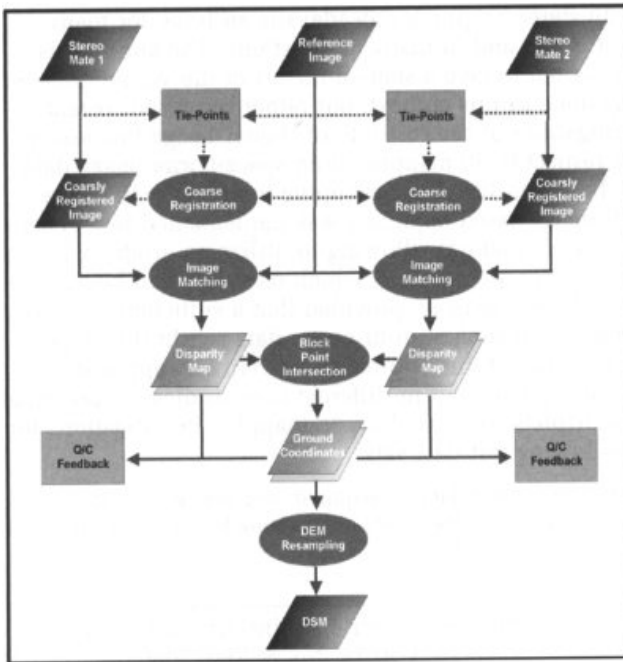 Stereo
Mate 1
Reference
Image
Stereo
Mate 2
Tie-Points
Tie-Points
Coarsly
Registered
Image
Coarse
Registration
Coarse
Registration
Coarsly
Registered
Image
Image
Matching
Image
Matching
Disparity
Map
Block
Point
Intersection
Disparity
Map
Q/C
Feedback
Ground
Coordinates
Q/C
Feedback
DEM
Resampling
DSM